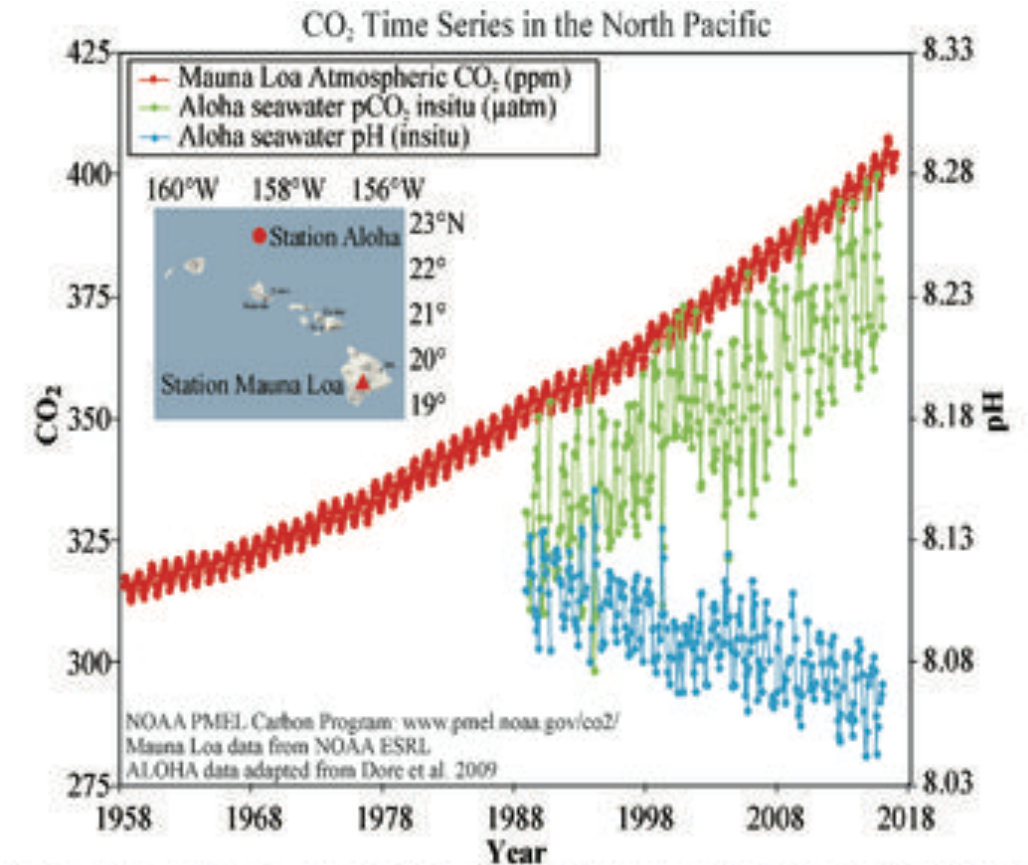 CO₂ Time Series in the North Pacific
425
8.33
Mauna Loa Atmospheric CO₂ (ppm)
Aloha seawater pCO₂ insitu (µatm)
Aloha seawater pH (insitu)
400
8.28
160°W 158°W 156°W
23°N
Station Aloha
22°
375
8.23
21°
20°
Station Mauna Loa
19°
350
8.18
CO₂
pH
325
8.13
300
8.08
NOAA PMEL Carbon Program: www.pmel.noaa.gov/co2/
Mauna Loa data from NOAA ESRL
ALOHA data adapted from Dore et al. 2009
275
8.03
1958 1968 1978 1988 1998 2008 2018
Year